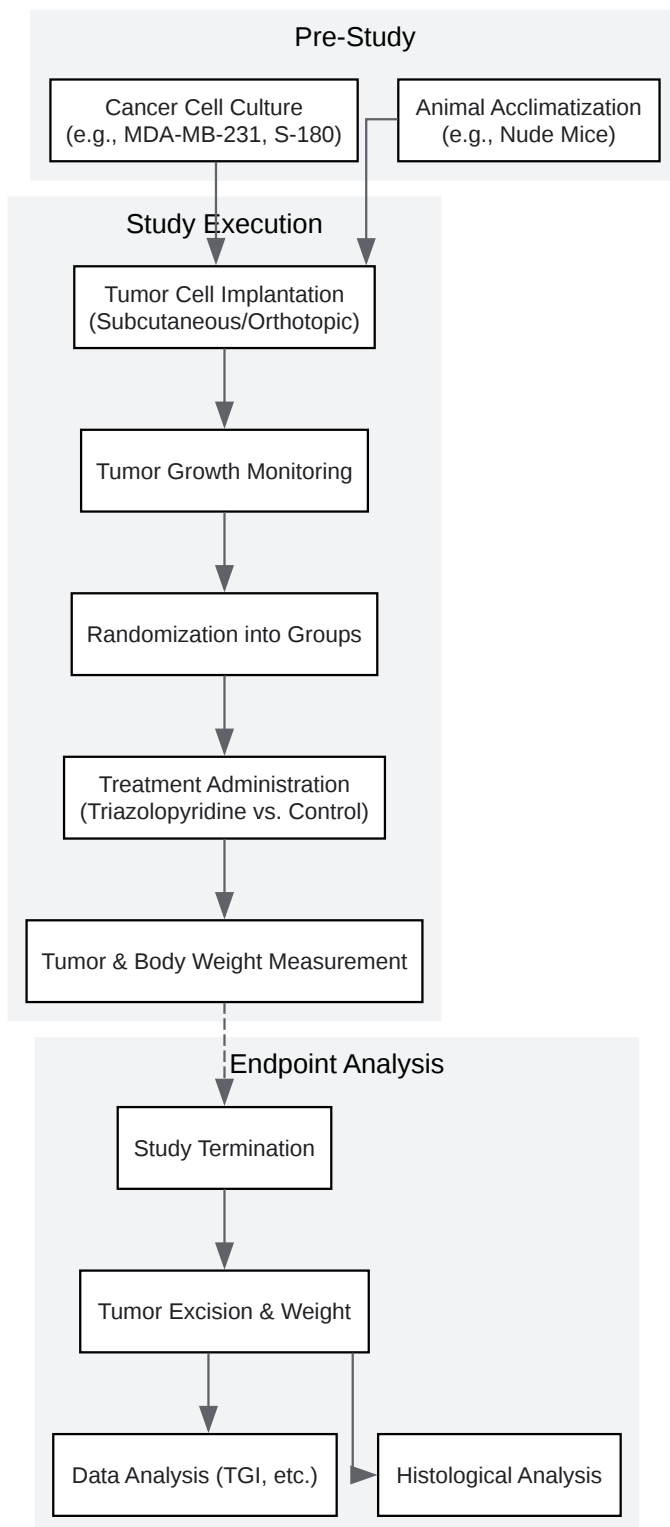 Pre-Study
Cancer Cell Culture
(e.g., MDA-MB-231, S-180)
Animal Acclimatization
(e.g., Nude Mice)
Study Execution
Tumor Cell Implantation
(Subcutaneous/Orthotopic)
Tumor Growth Monitoring
Randomization into Groups
Treatment Administration
(Triazolopyridine vs. Control)
Tumor & Body Weight Measurement
Endpoint Analysis
Study Termination
Tumor Excision & Weight
Data Analysis (TGI, etc.)
Histological Analysis